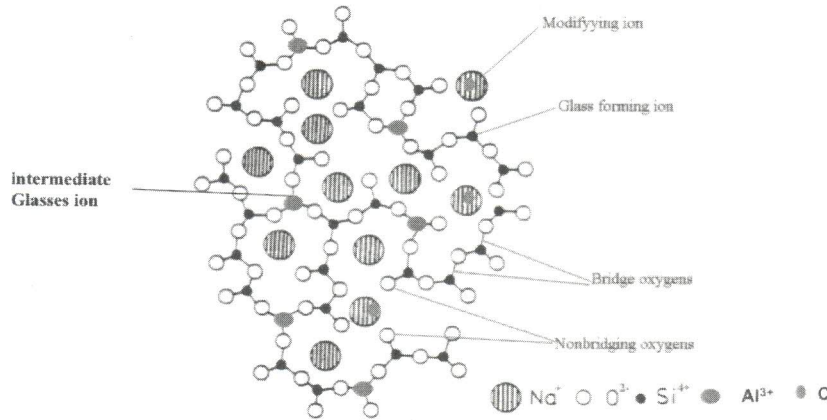 Modifyying ion
Glass forming ion
intermediate
Glasses ion
Bridge oxygens
Nonbridging oxygens
Na⁺ O²⁻ Si⁴⁺ Al³⁺